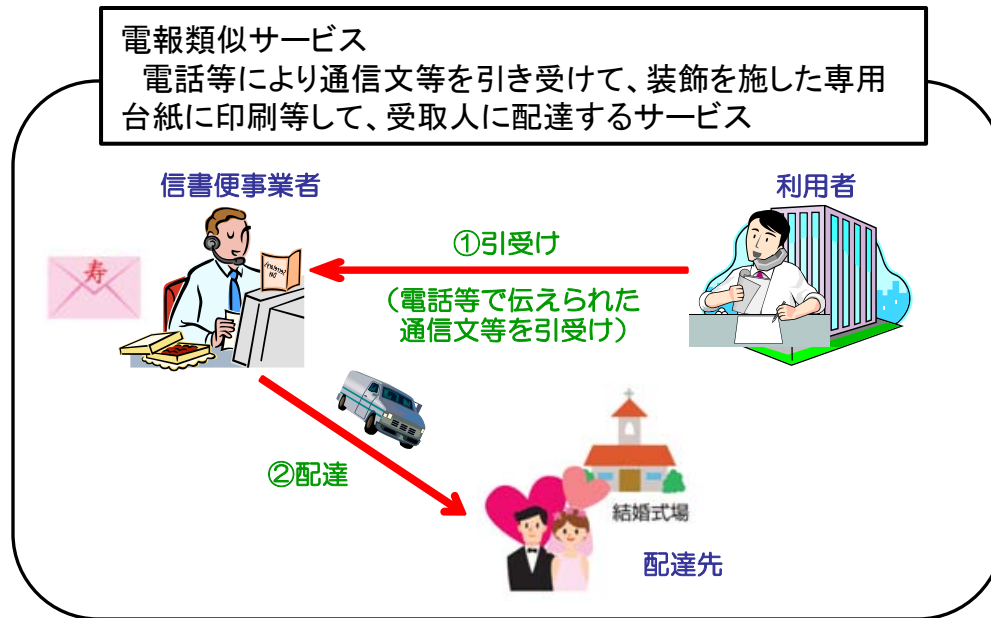 電報類似サービス
電話等により通信文等を引き受けて、装飾を施した専用
台紙に印刷等して、受取人に配達するサービス
信書便事業者
利用者
寿
①引受け
（電話等で伝えられた
通信文等を引受け）
②配達
結婚式場
配達先